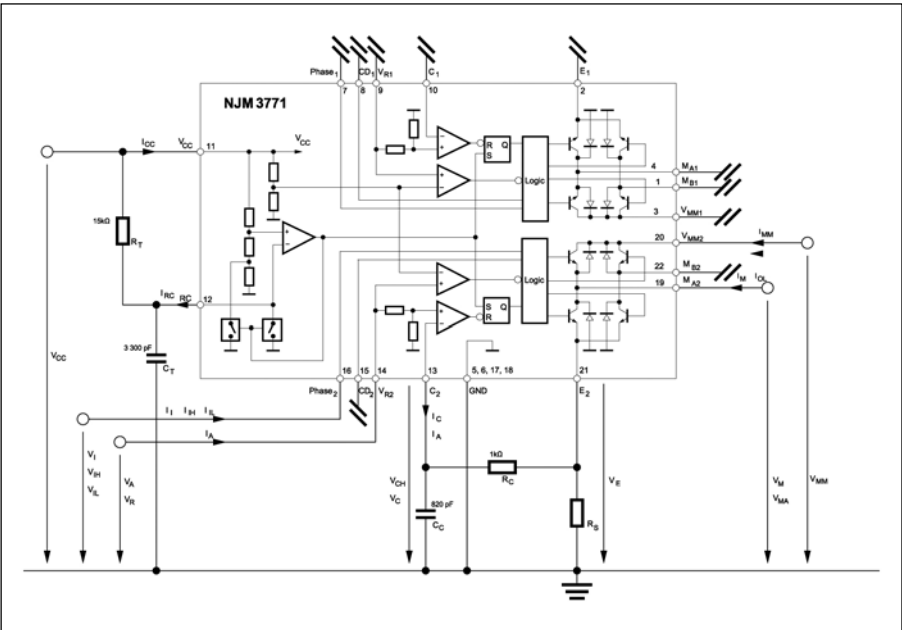 Phase1 CD1 VR1 C1 E1
7 8 9 10 2
NJM 3771
ICC VCC 11 VCC
R Q
S
+ −
Logic
4 MA1
1 MB1
3 VMM1
15kΩ
RT
20 VMM2 IMM
22 MB2
19 MA2 IM IOL
Logic
S Q
R
IRC RC 12
3 300 pF
CT
VCC
16 15 14 13 5, 6, 17, 18 21
Phase2 CD2 VR2 C2 GND E2
II IIH IIL
IC
IA
IA
1kΩ
RC
VI
VIH
VIL
VA
VR
VCH
VC
820 pF
CC
VE
RS
VM
VMA
VMM